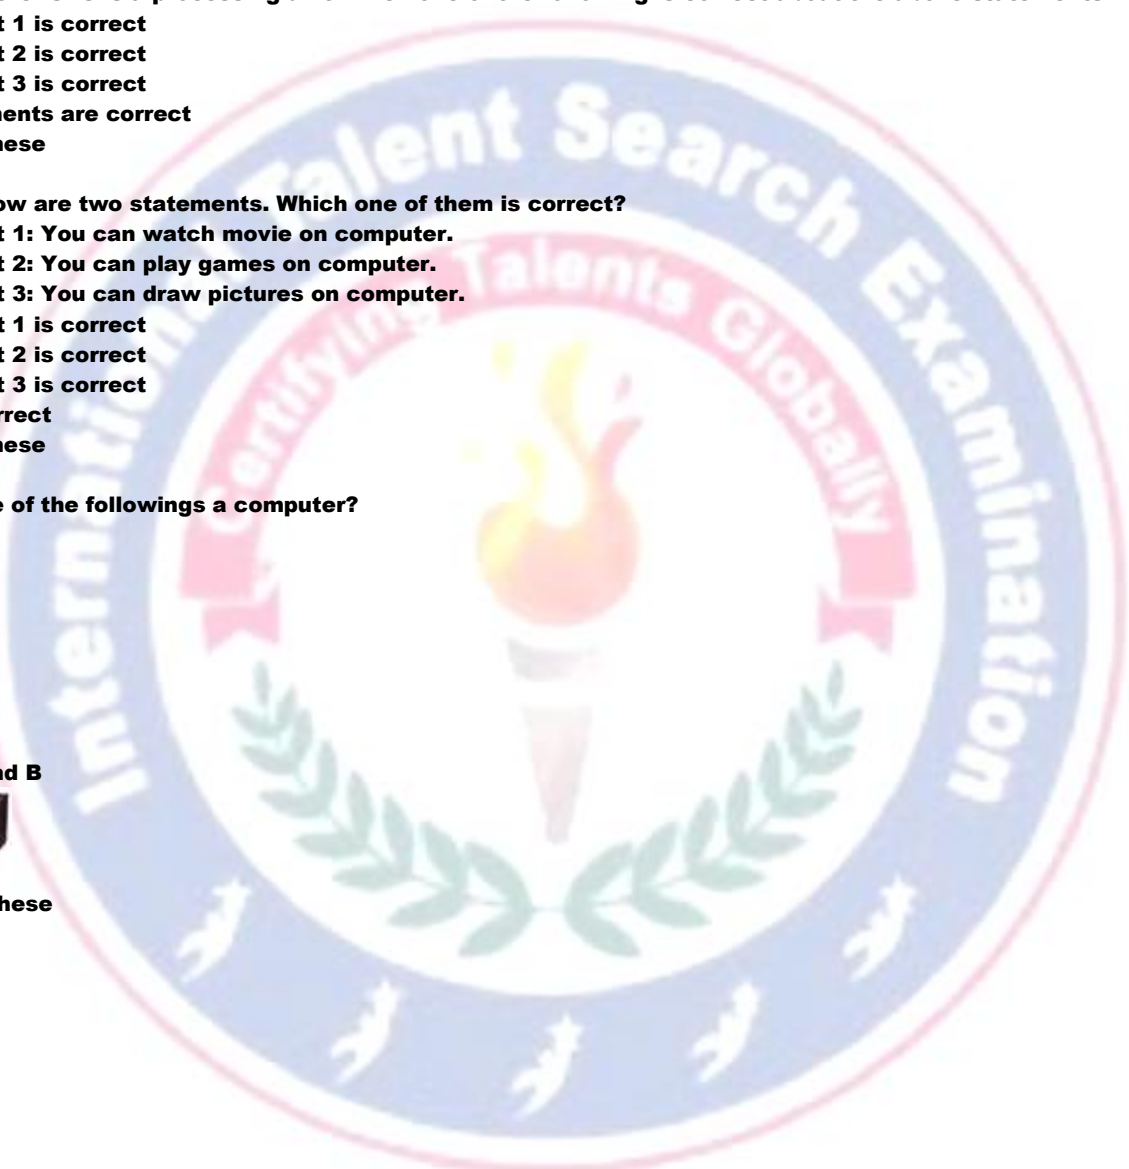 t 1 is correct
t 2 is correct
t 3 is correct
ents are correct
hese
ow are two statements. Which one of them is correct?
t 1: You can watch movie on computer.
t 2: You can play games on computer.
t 3: You can draw pictures on computer.
t 1 is correct
t 2 is correct
t 3 is correct
rrect
hese
e of the followings a computer?
nd B
hese
International Talent Search Examination
Certifying Talents Globally